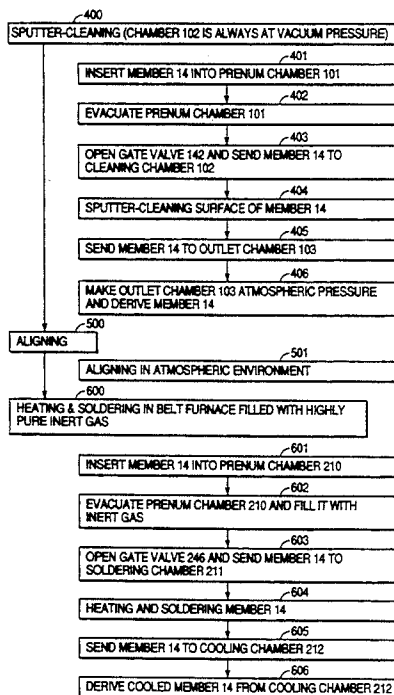 400
SPUTTER-CLEANING (CHAMBER 102 IS ALWAYS AT VACUUM PRESSURE)
401
INSERT MEMBER 14 INTO PRENUM CHAMBER 101
402
EVACUATE PRENUM CHAMBER 101
403
OPEN GATE VALVE 142 AND SEND MEMBER 14 TO
CLEANING CHAMBER 102
404
SPUTTER-CLEANING SURFACE OF MEMBER 14
405
SEND MEMBER 14 TO OUTLET CHAMBER 103
406
MAKE OUTLET CHAMBER 103 ATMOSPHERIC PRESSURE
AND DERIVE MEMBER 14
500
ALIGNING
501
ALIGNING IN ATMOSPHERIC ENVIRONMENT
600
HEATING & SOLDERING IN BELT FURNACE FILLED WITH HIGHLY
PURE INERT GAS
601
INSERT MEMBER 14 INTO PRENUM CHAMBER 210
602
EVACUATE PRENUM CHAMBER 210 AND FILL IT WITH
INERT GAS
603
OPEN GATE VALVE 246 AND SEND MEMBER 14 TO
SOLDERING CHAMBER 211
604
HEATING AND SOLDERING MEMBER 14
605
SEND MEMBER 14 TO COOLING CHAMBER 212
606
DERIVE COOLED MEMBER 14 FROM COOLING CHAMBER 212